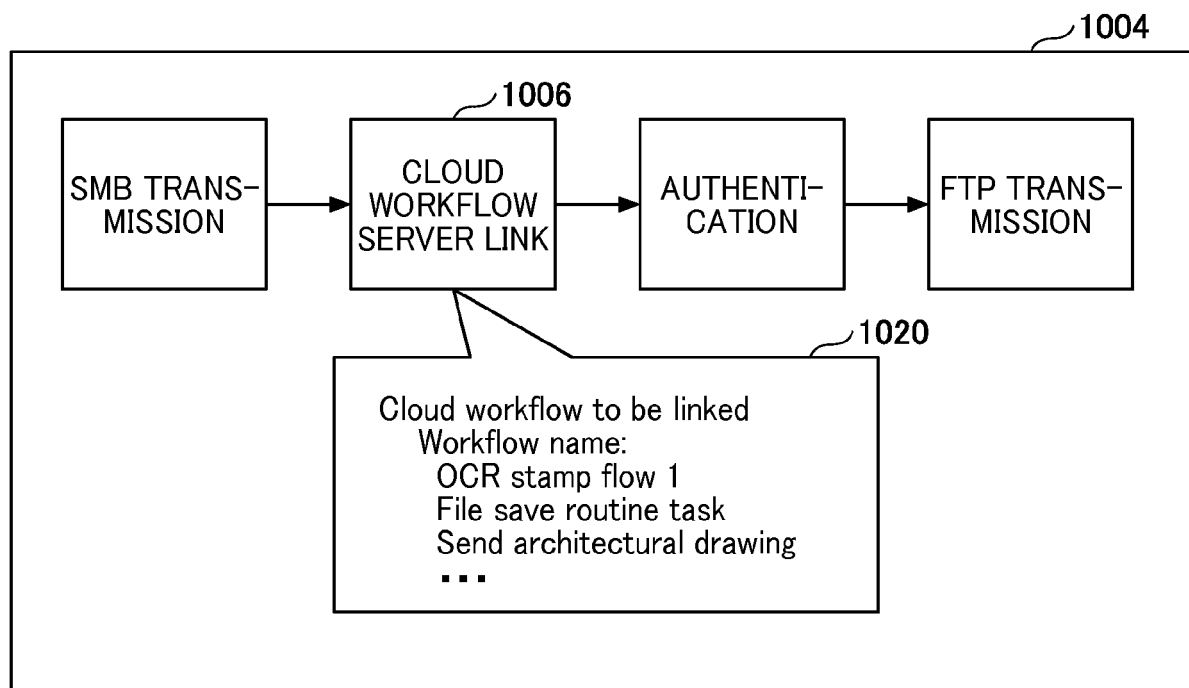 1004
1006
SMB TRANS-
MISSION
CLOUD
WORKFLOW
SERVER LINK
AUTHENTI-
CATION
FTP TRANS-
MISSION
1020
Cloud workflow to be linked
Workflow name:
OCR stamp flow 1
File save routine task
Send architectural drawing
...